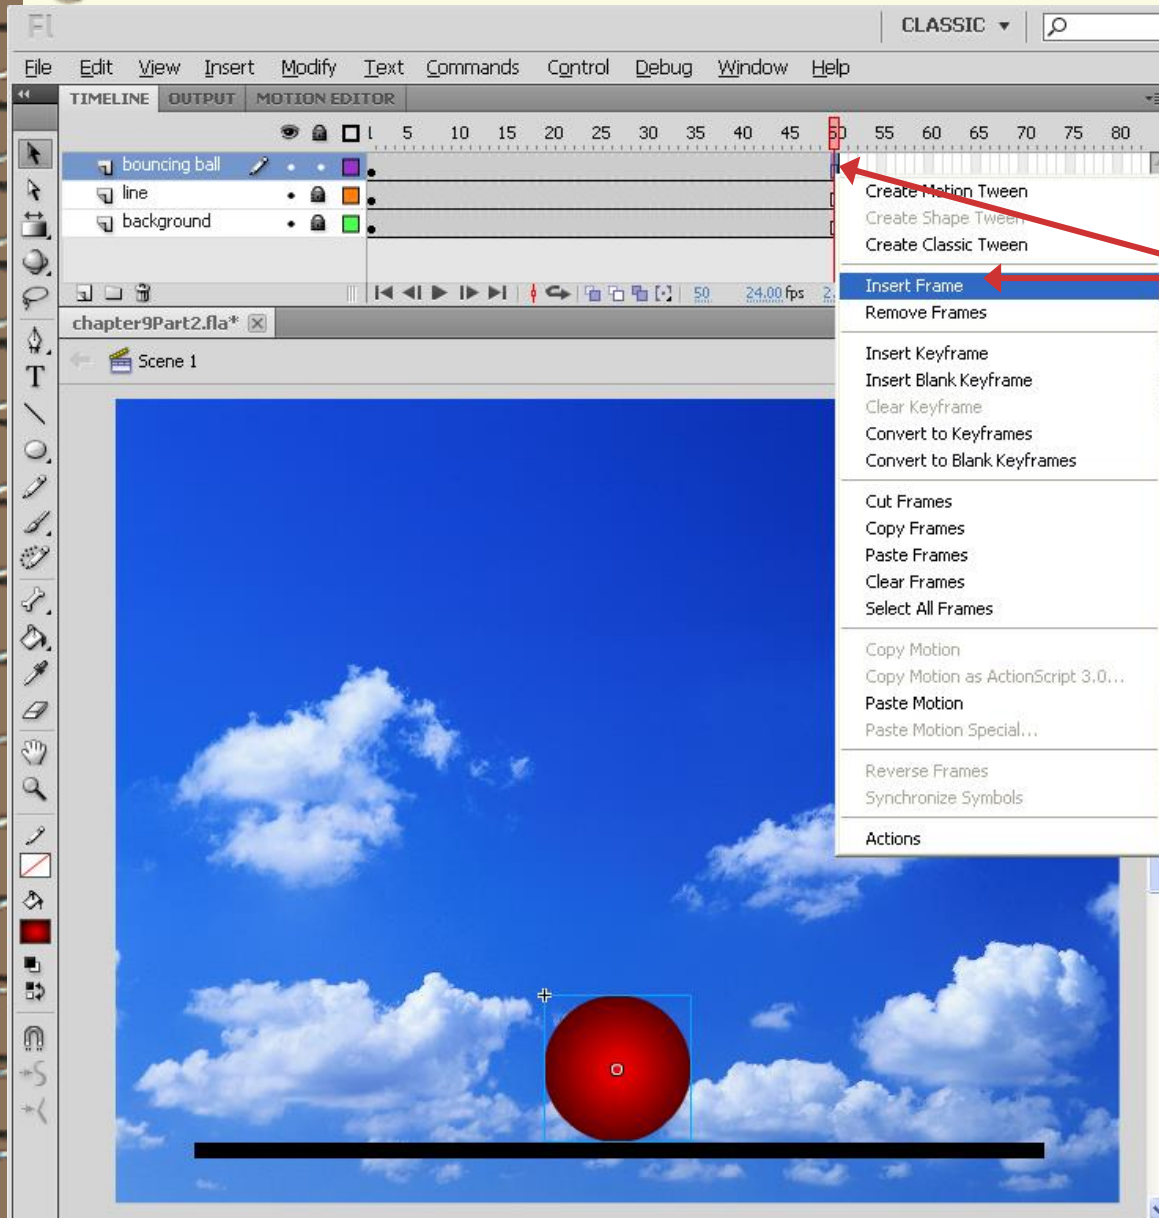 Fl
CLASSIC
File Edit View Insert Modify Text Commands Control Debug Window Help
TIMELINE OUTPUT MOTION EDITOR
1 5 10 15 20 25 30 35 40 45 50 55 60 65 70 75 80
bouncing ball
line
background
50 24.00 fps 2.
chapter9Part2.fla*
Scene 1
T
Create Motion Tween
Create Shape Tween
Create Classic Tween
Insert Frame
Remove Frames
Insert Keyframe
Insert Blank Keyframe
Clear Keyframe
Convert to Keyframes
Convert to Blank Keyframes
Cut Frames
Copy Frames
Paste Frames
Clear Frames
Select All Frames
Copy Motion
Copy Motion as ActionScript 3.0...
Paste Motion
Paste Motion Special...
Reverse Frames
Synchronize Symbols
Actions